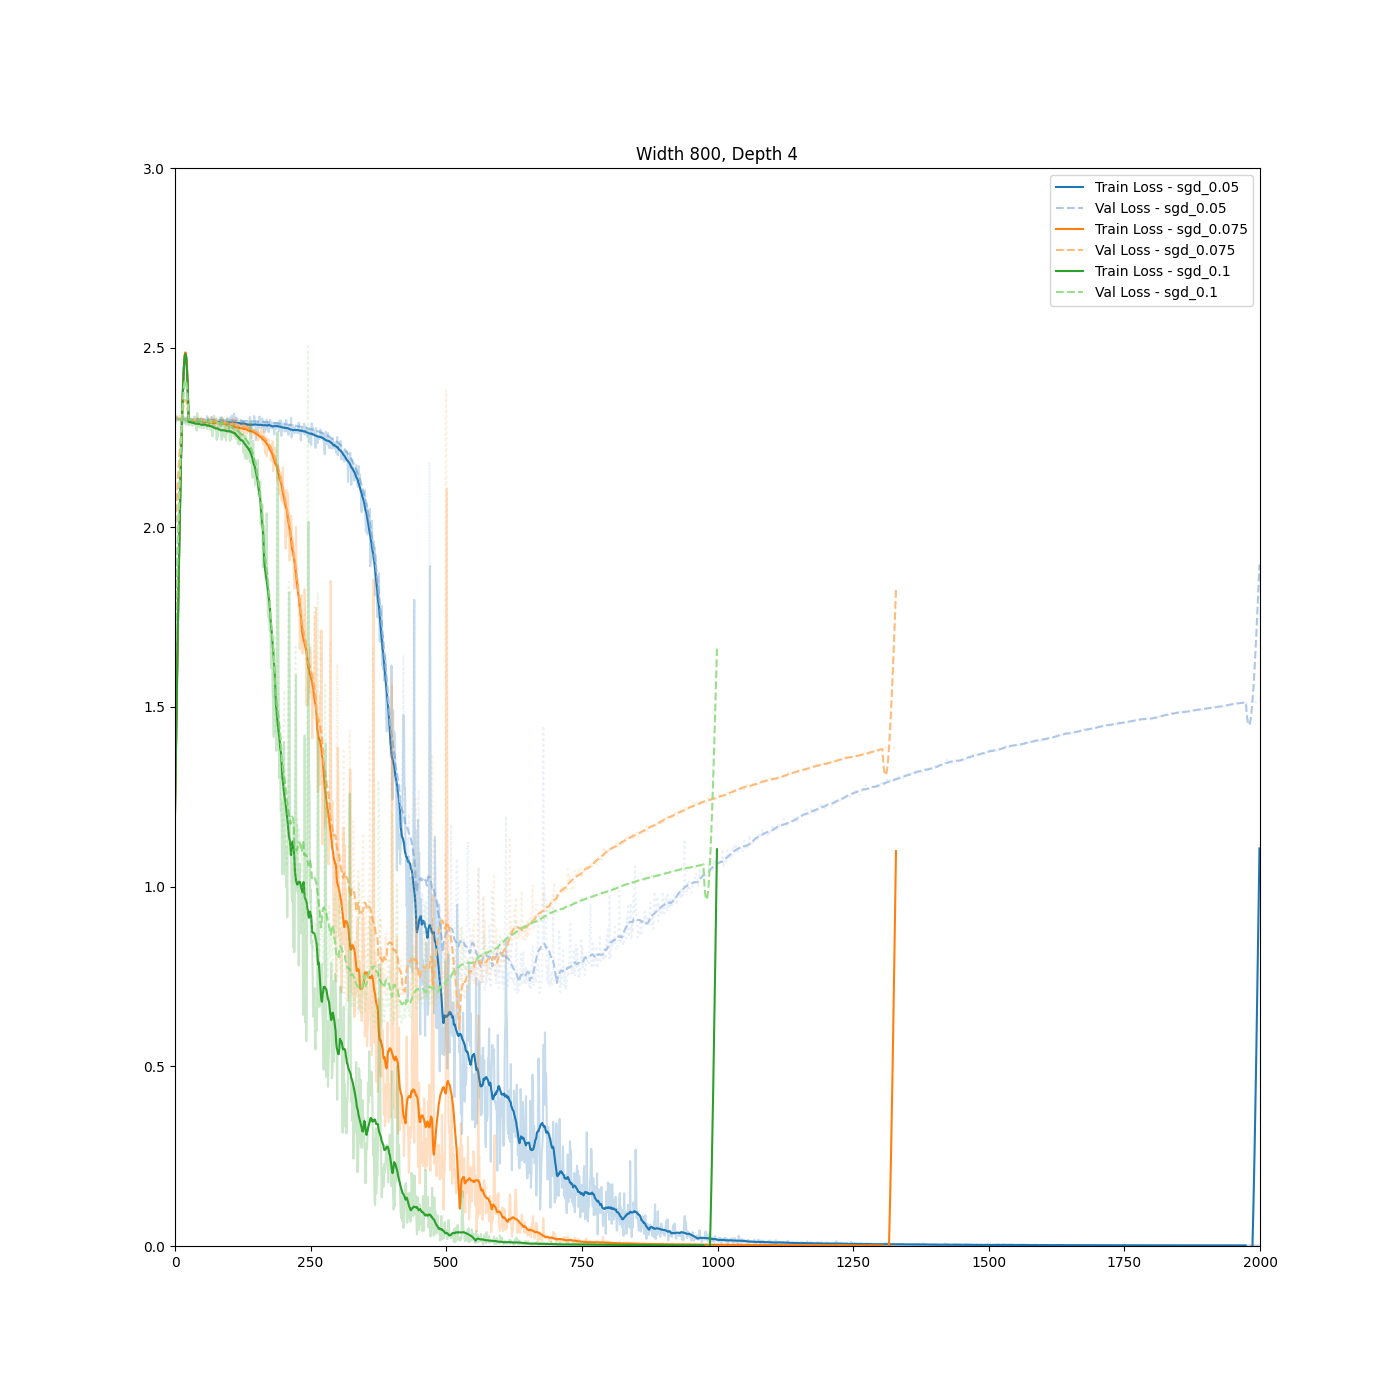 Width 800, Depth 4
3.0
2.5
2.0
1.5
1.0
0.5
0.0
0 250 500 750 1000 1250 1500 1750 2000
Train Loss - sgd_0.05
Val Loss - sgd_0.05
Train Loss - sgd_0.075
Val Loss - sgd_0.075
Train Loss - sgd_0.1
Val Loss - sgd_0.1